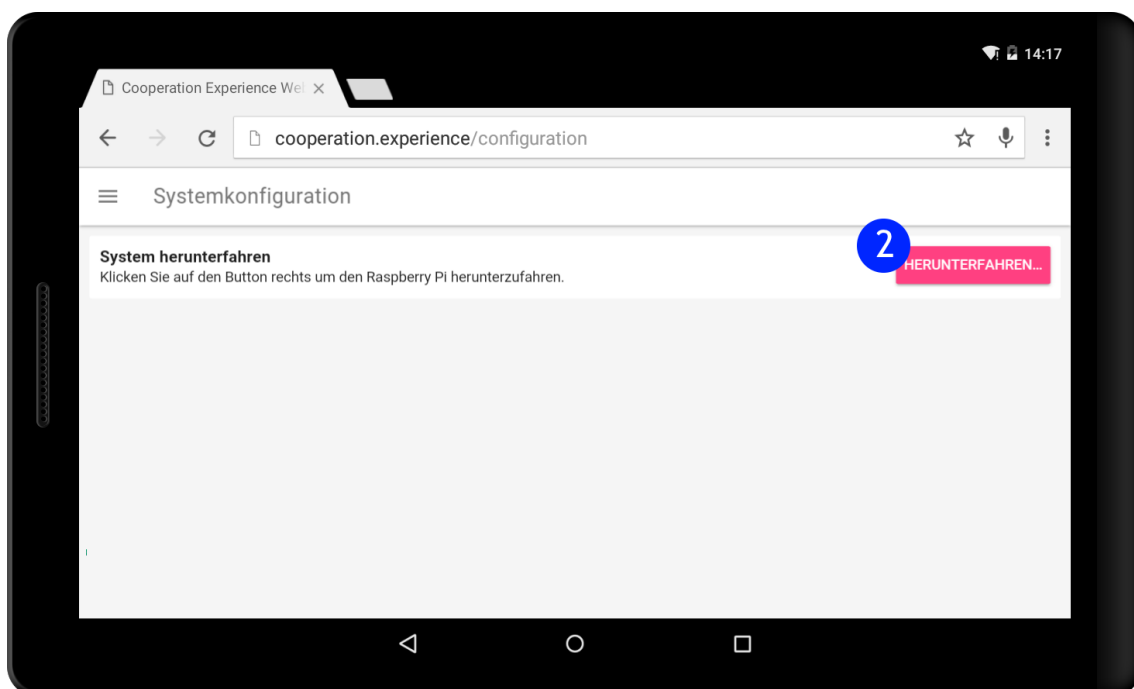 14:17
Cooperation Experience Wel
cooperation.experience/configuration
Systemkonfiguration
System herunterfahren
Klicken Sie auf den Button rechts um den Raspberry Pi herunterzufahren.
2
HERUNTERFAHREN...